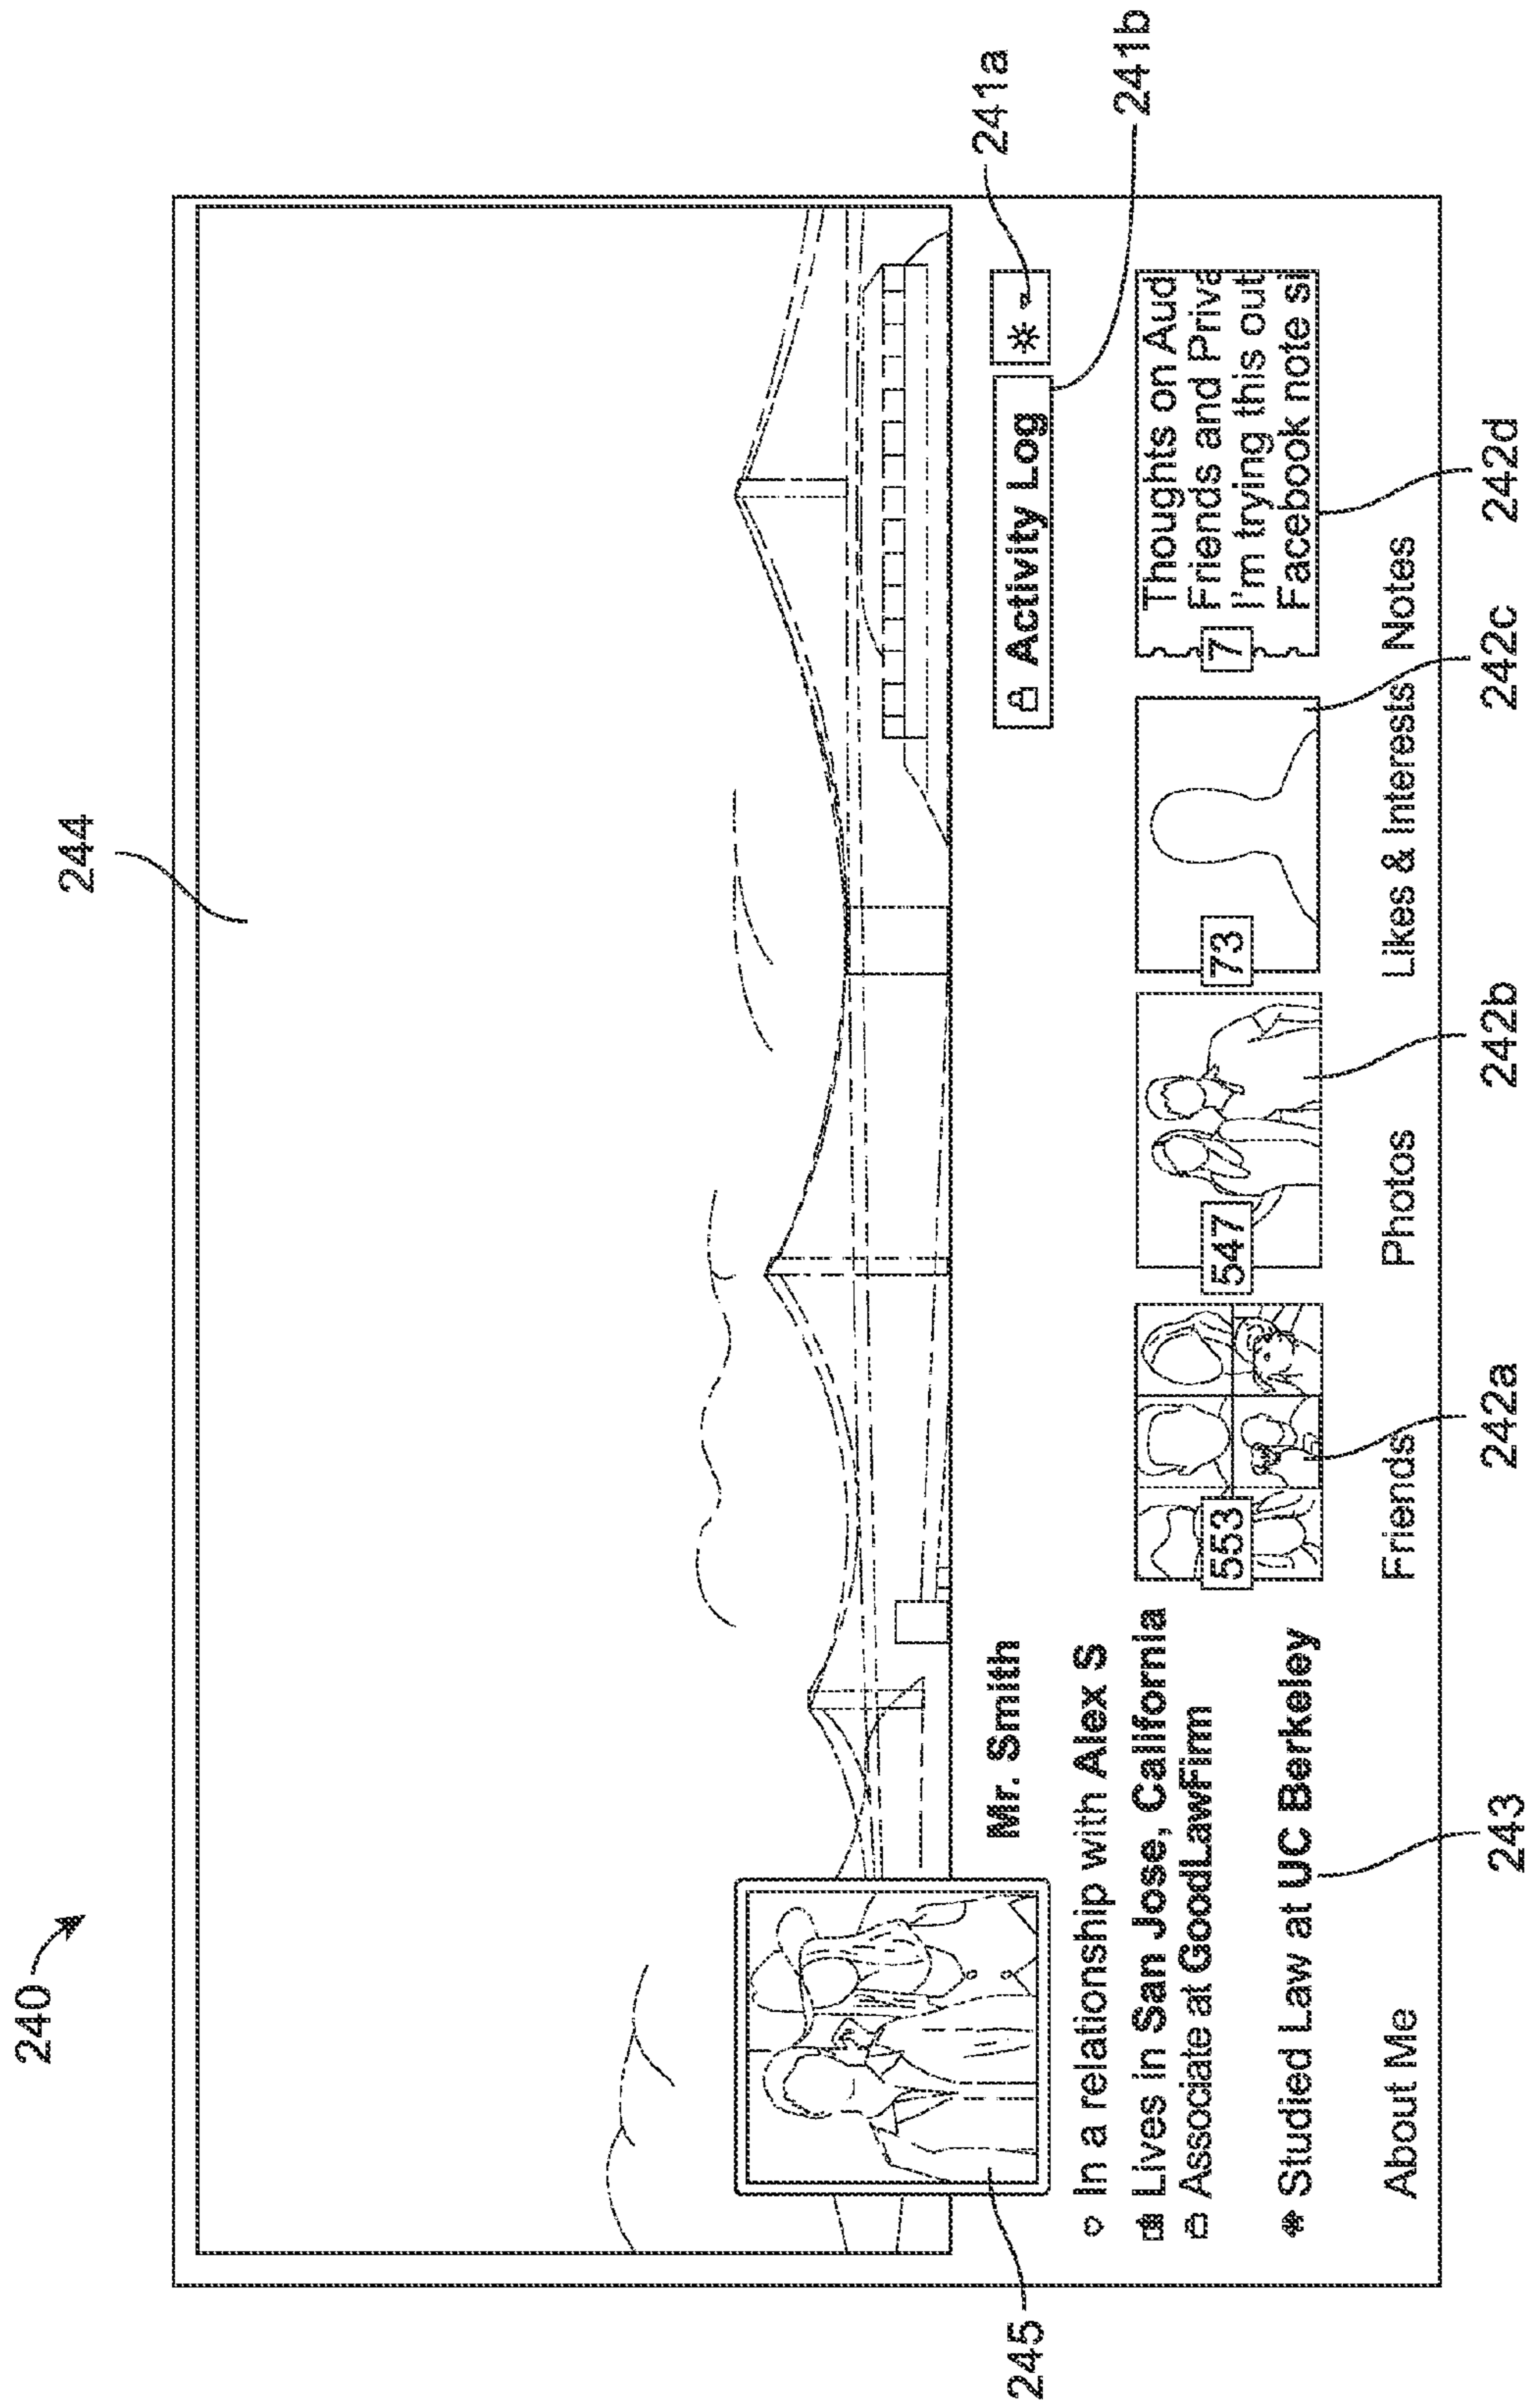 240
244
245
Mr. Smith
Activity Log
241a
241b
In a relationship with Alex S
Lives in San Jose, California
Associate at GoodLawFirm
Studied Law at UC Berkeley
553
547
73
7
Thoughts on Aud
Friends and Priva
I'm trying this out
Facebook note si
About Me
Friends
Photos
Likes & Interests
Notes
243
242a
242b
242c
242d